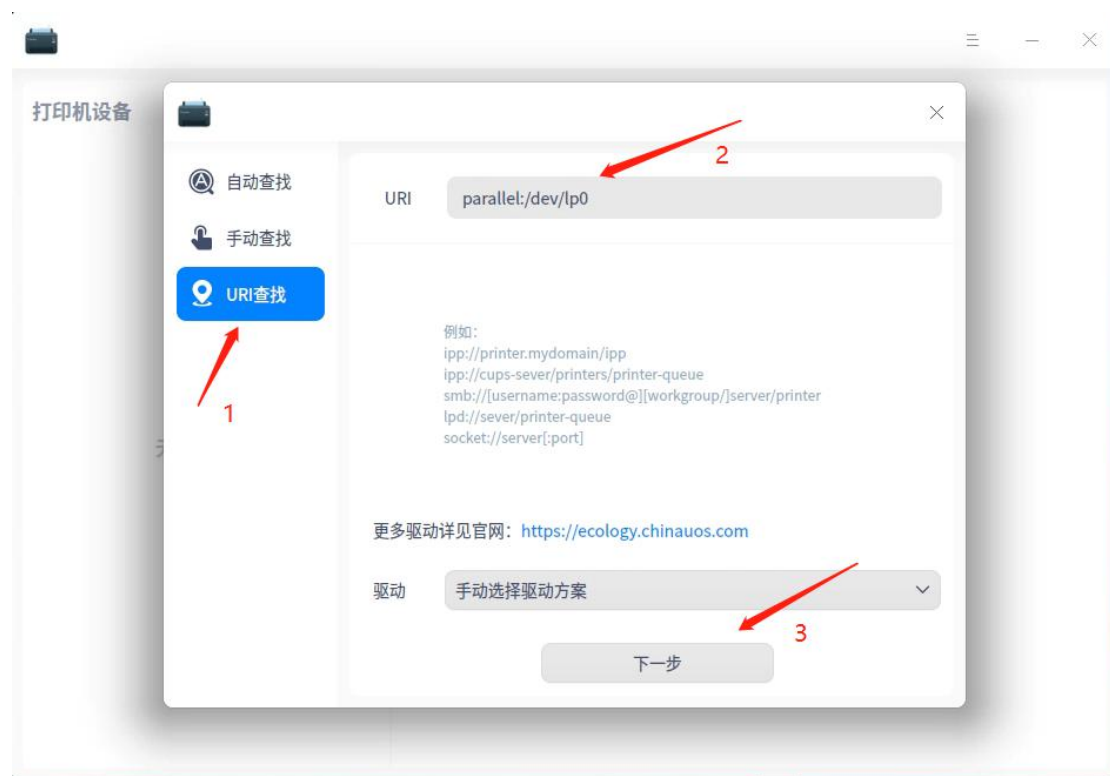 打印机设备
自动查找
手动查找
URI查找
1
URI
parallel:/dev/lp0
2
例如：
ipp://printer.mydomain/ipp
ipp://cups-sever/printers/printer-queue
smb://[username:password@][workgroup/]server/printer
lpd://sever/printer-queue
socket://server[:port]
更多驱动详见官网：https://ecology.chinauos.com
驱动
手动选择驱动方案
3
下一步